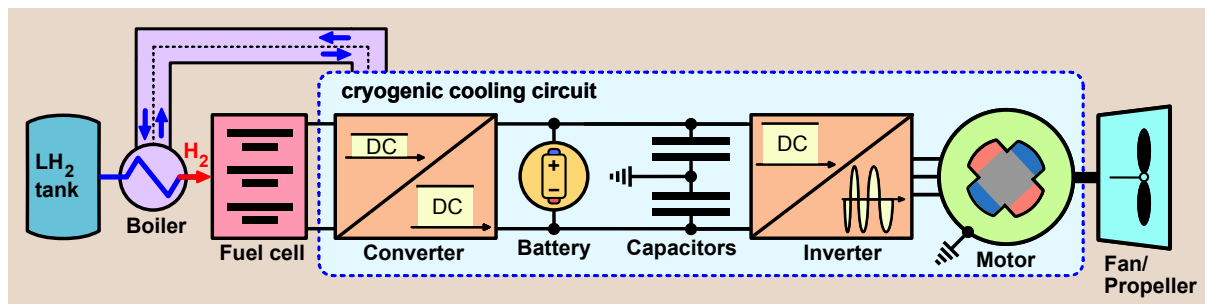 cryogenic cooling circuit
LH2
tank
H2
Boiler
Fuel cell
DC
DC
Converter
+
−
Battery
Capacitors
DC
Inverter
Motor
Fan/
Propeller